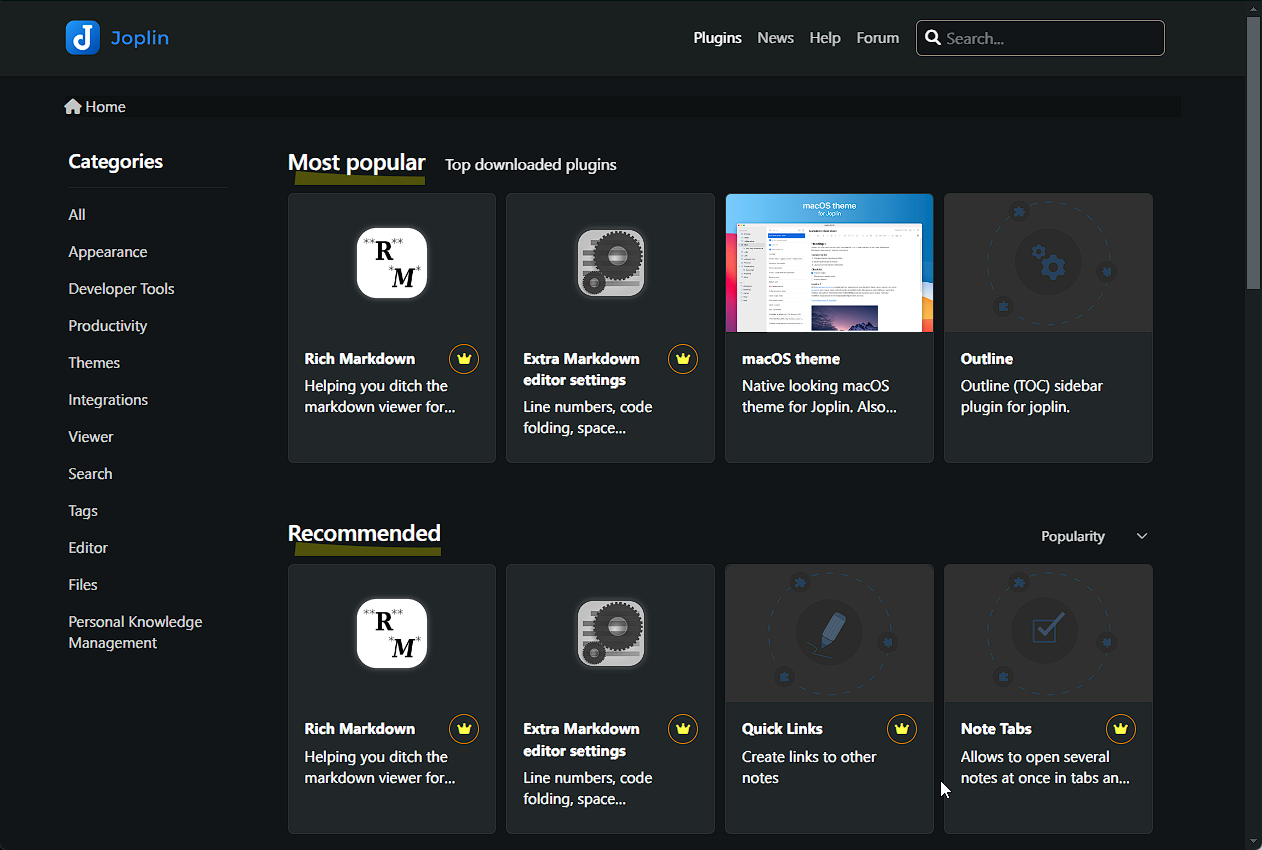 Joplin
Plugins News Help Forum Search...
Home
Categories
All
Appearance
Developer Tools
Productivity
Themes
Integrations
Viewer
Search
Tags
Editor
Files
Personal Knowledge
Management
Most popular Top downloaded plugins
**R**
*M*
Rich Markdown
Helping you ditch the
markdown viewer for...
Extra Markdown
editor settings
Line numbers, code
folding, space...
macOS theme
for Joplin
macOS theme
Native looking macOS
theme for Joplin. Also...
Outline
Outline (TOC) sidebar
plugin for joplin.
Recommended
Popularity
**R**
*M*
Rich Markdown
Helping you ditch the
markdown viewer for...
Extra Markdown
editor settings
Line numbers, code
folding, space...
Quick Links
Create links to other
notes
Note Tabs
Allows to open several
notes at once in tabs an...